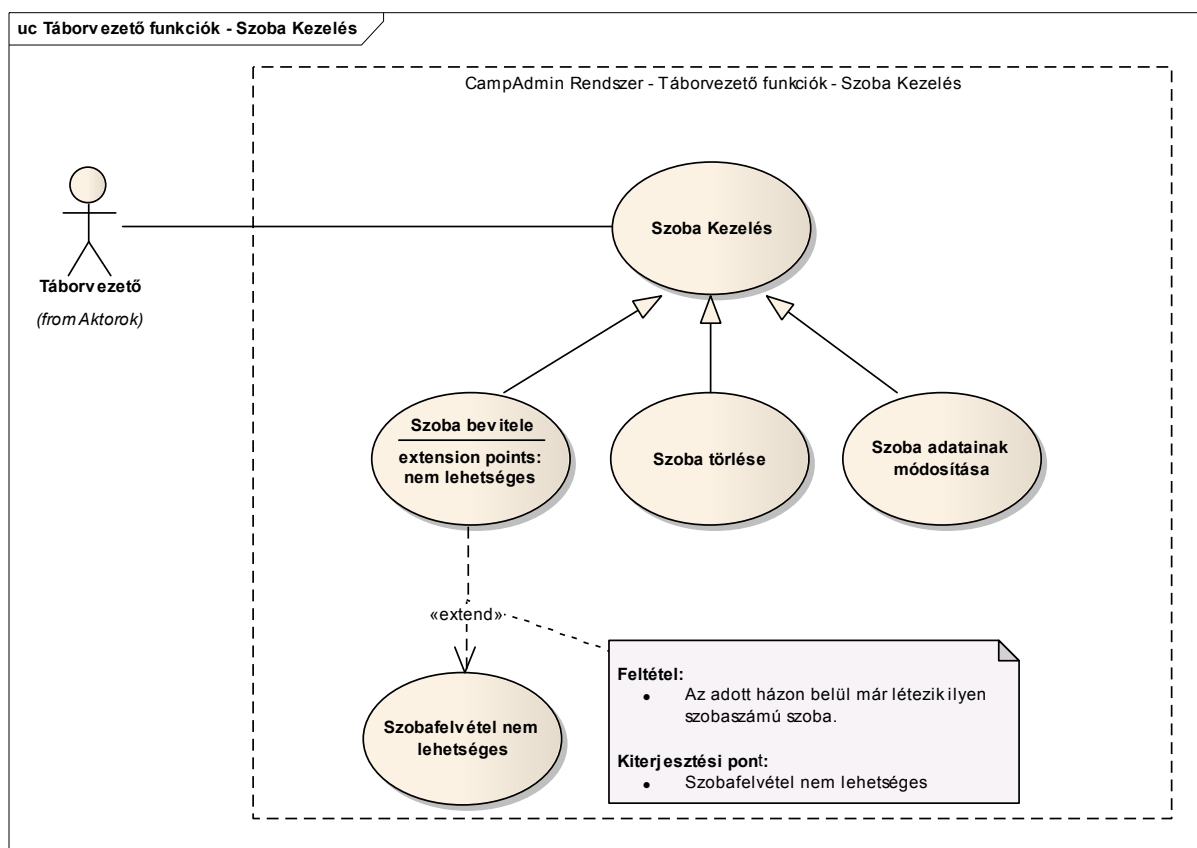 uc Táborvezető funkciók - Szoba Kezelés
CampAdmin Rendszer - Táborvezető funkciók - Szoba Kezelés
Szoba Kezelés
Táborvezető
(from Aktorok)
Szoba bevitele
extension points:
nem lehetséges
Szoba törlése
Szoba adatainak
módosítása
«extend»
Szobafelvétel nem
lehetséges
Feltétel:
• Az adott házon belül már létezik ilyen
szobaszámú szoba.
Kiterjesztési pont:
• Szobafelvétel nem lehetséges